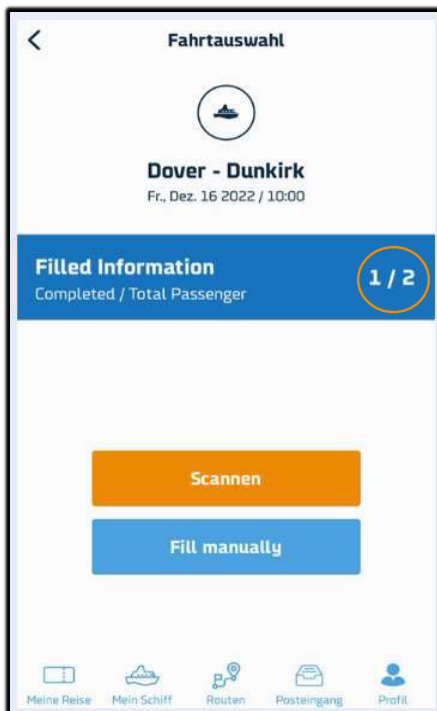 Fahrtauswahl
Dover - Dunkirk
Fr., Dez. 16 2022 / 10:00
Filled Information
1 / 2
Completed / Total Passenger
Scannen
Fill manually
Meine Reise Mein Schiff Routen Posteingang Profil